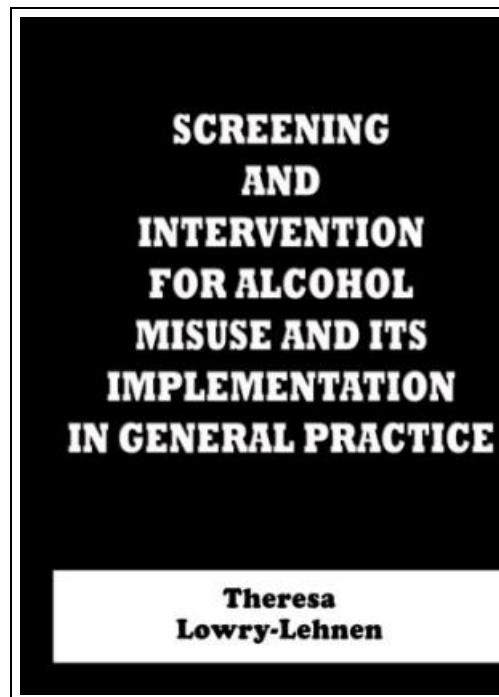 SCREENING
AND
INTERVENTION
FOR ALCOHOL
MISUSE AND ITS
IMPLEMENTATION
IN GENERAL PRACTICE
Theresa
Lowry-Lehnen